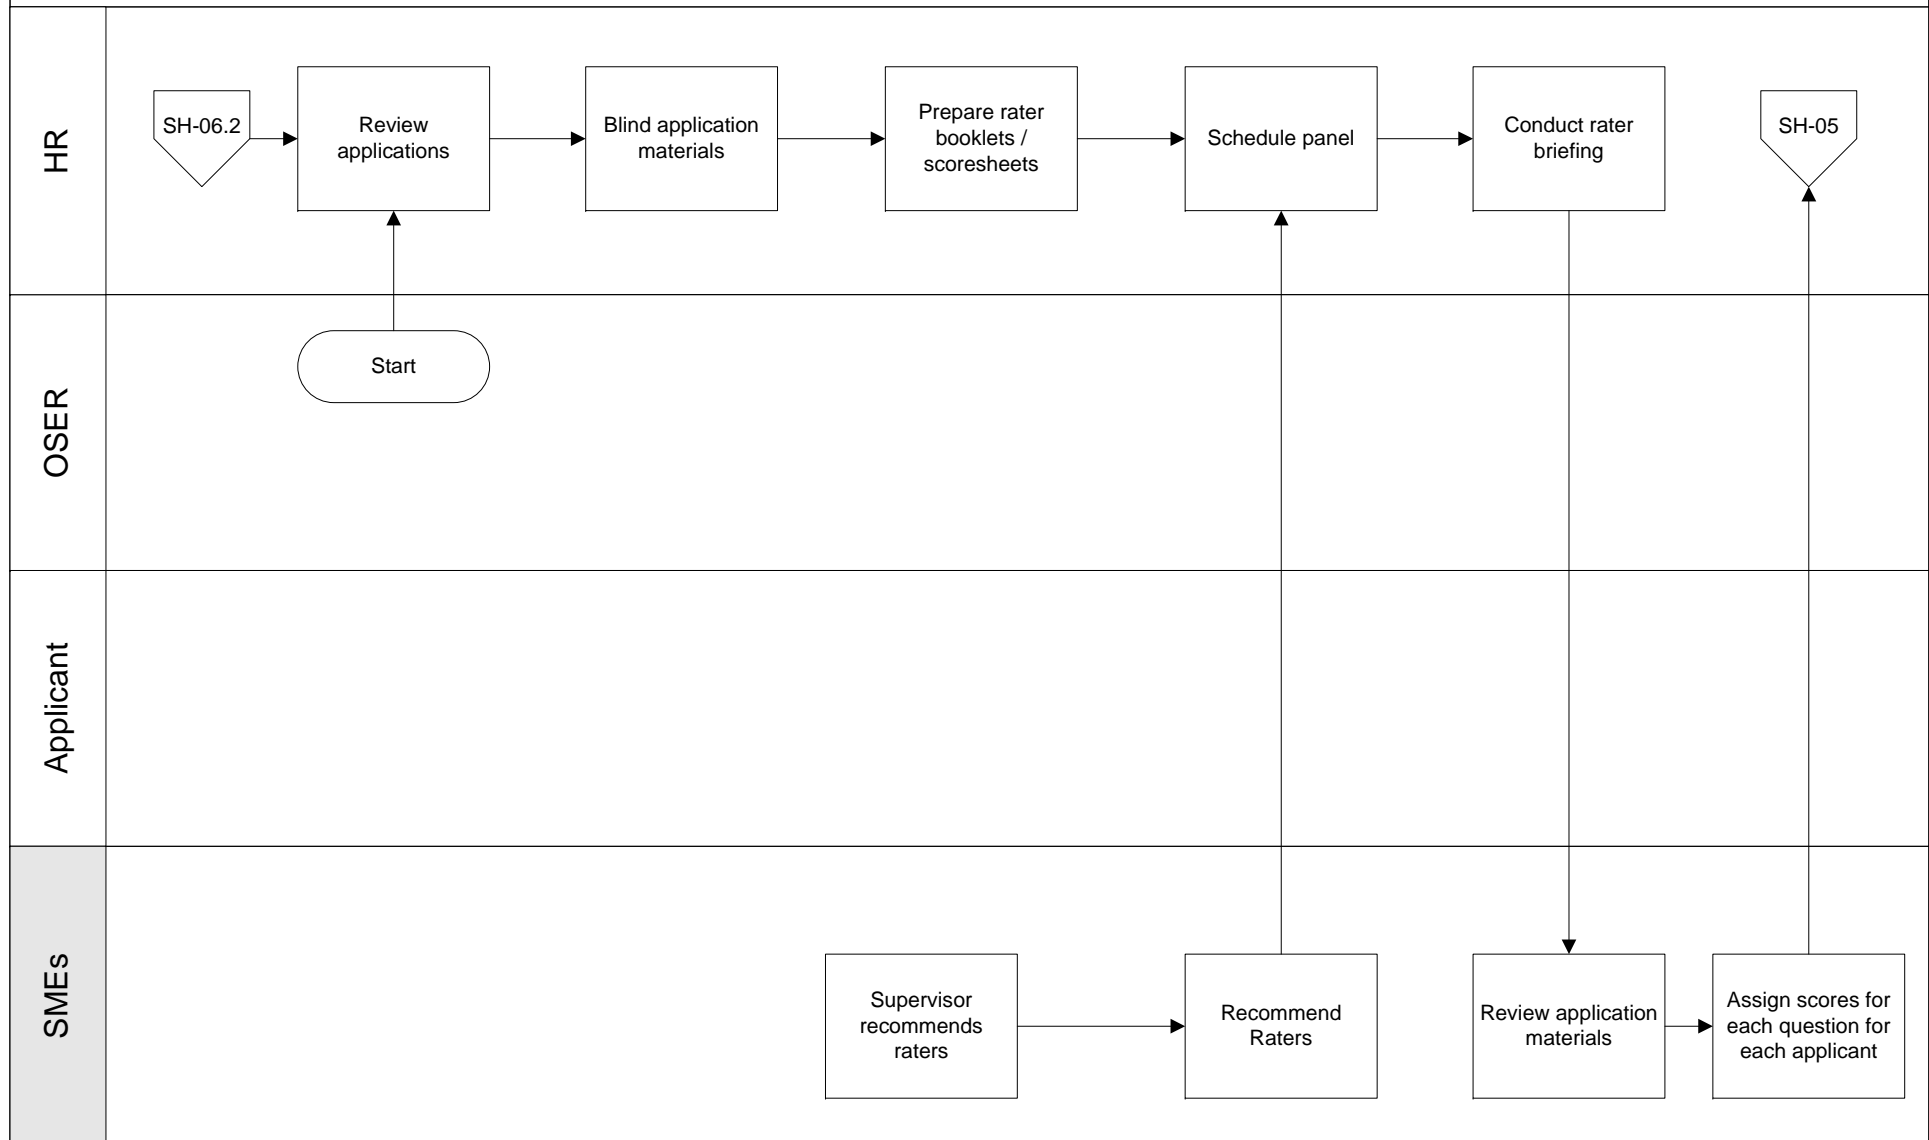 HR
SH-06.2
Review
applications
Blind application
materials
Prepare rater
booklets /
scoresheets
Schedule panel
Conduct rater
briefing
SH-05
OSER
Start
Applicant
SMEs
Supervisor
recommends
raters
Recommend
Raters
Review application
materials
Assign scores for
each question for
each applicant